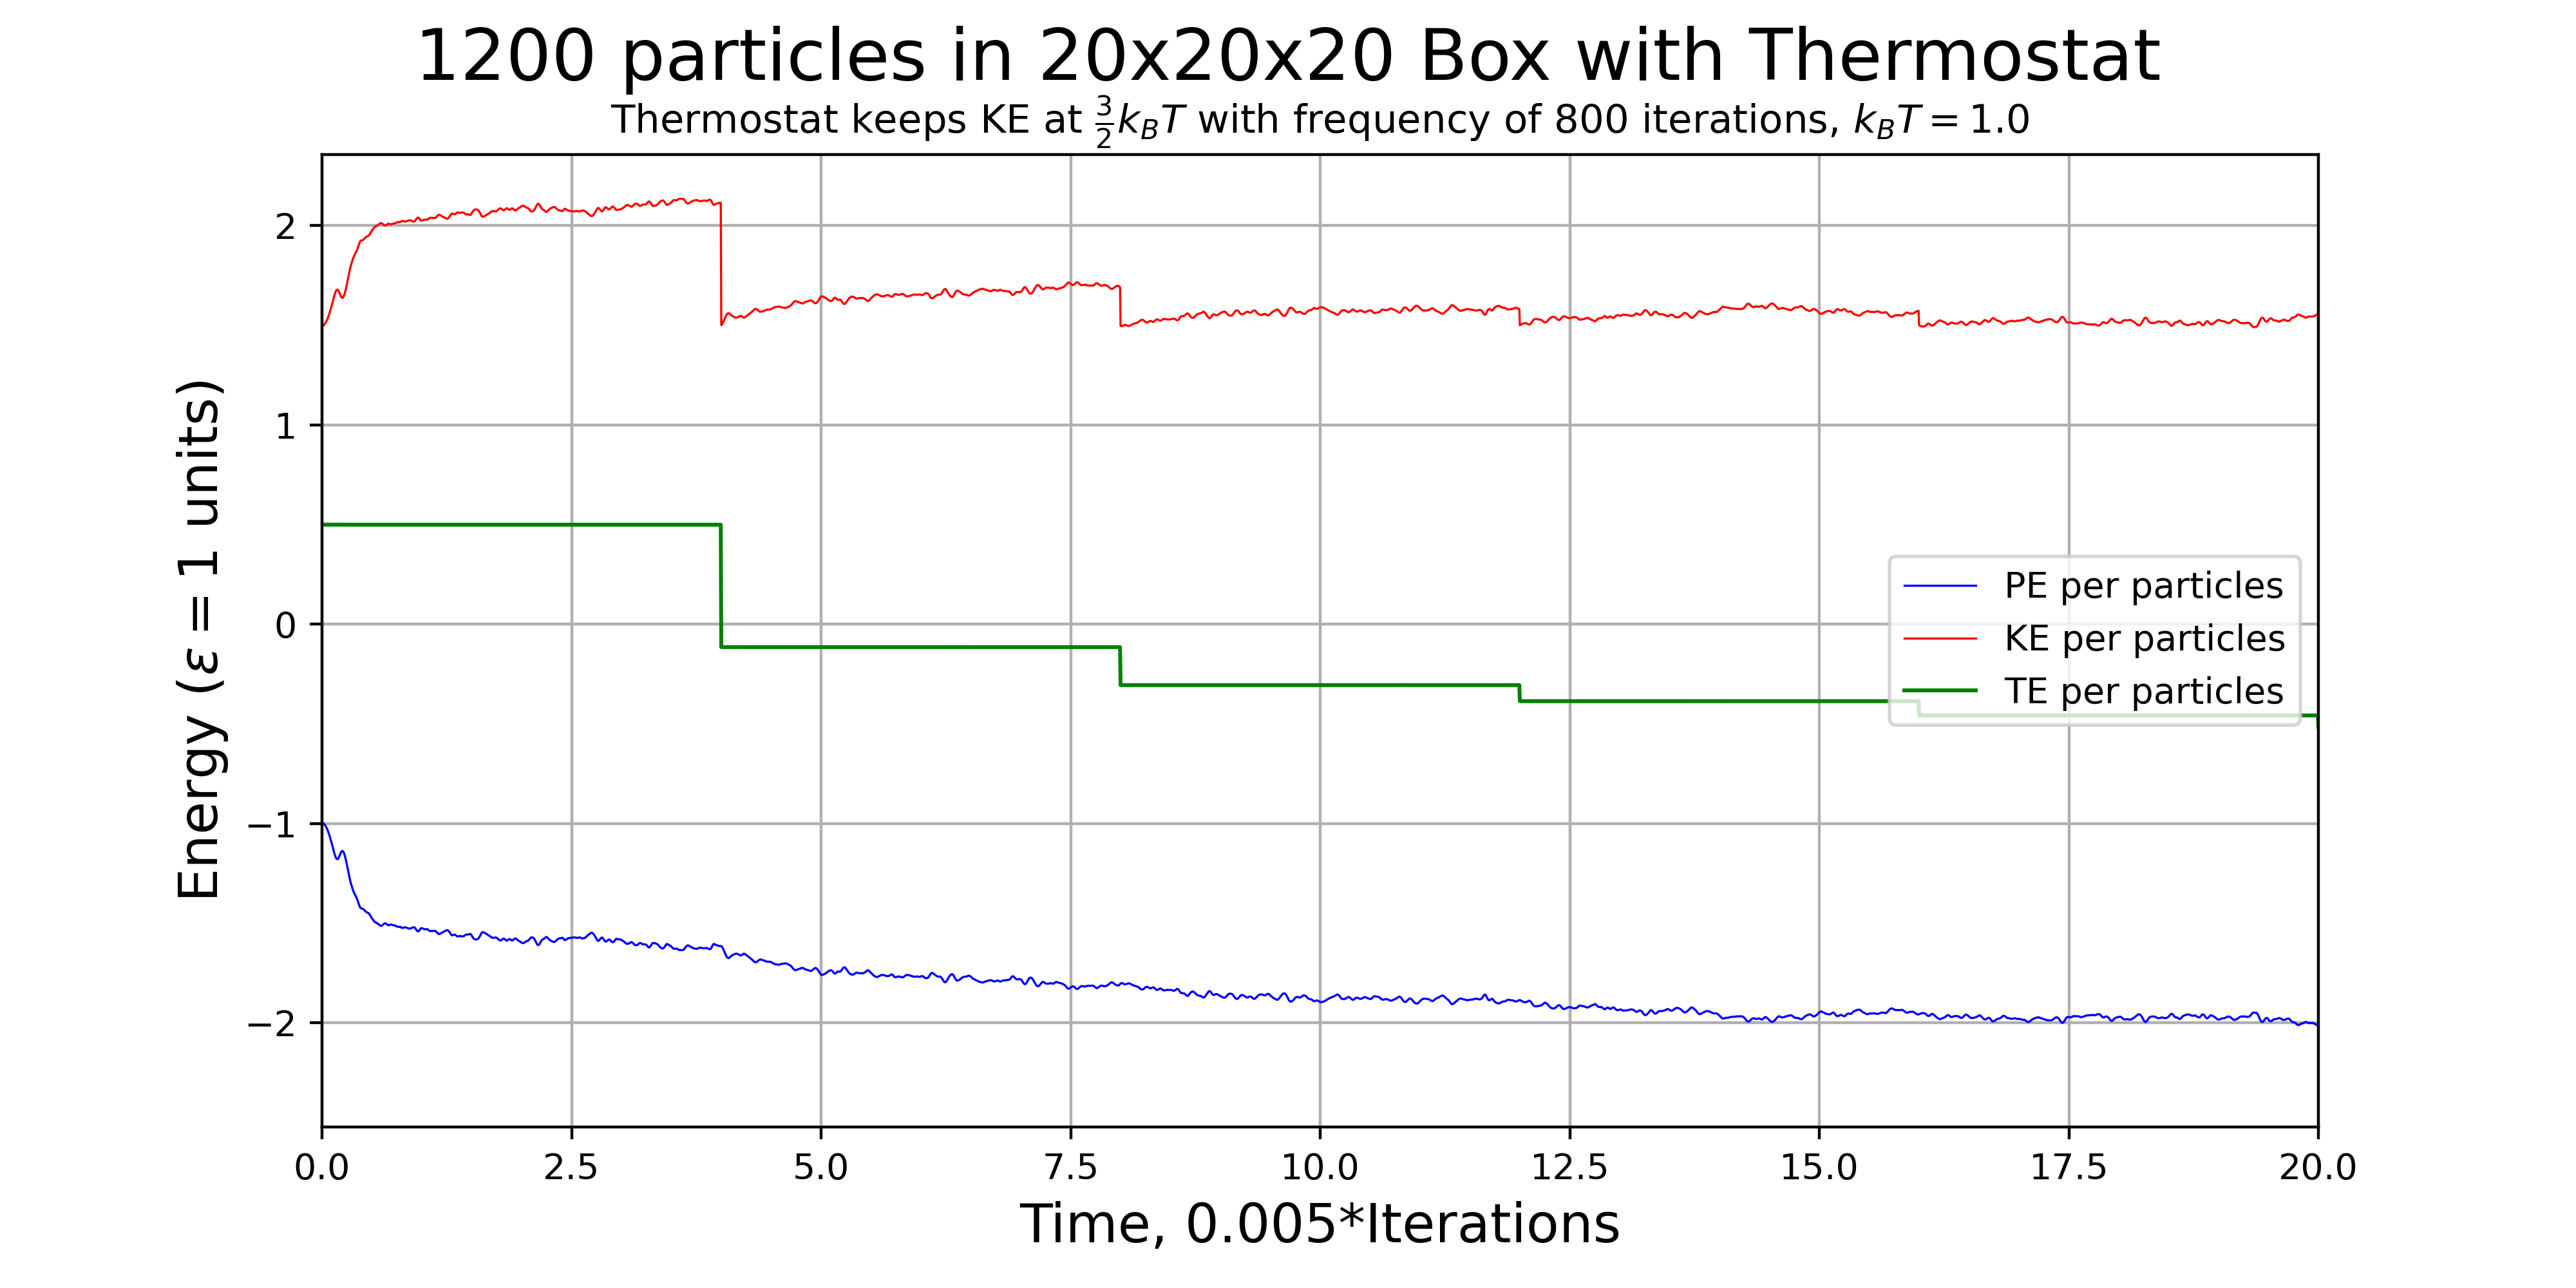 1200 particles in 20x20x20 Box with Thermostat
Thermostat keeps KE at 3/2 k_BT with frequency of 800 iterations, k_BT = 1.0
Energy (ε = 1 units)
2
1
0
−1
−2
PE per particles
KE per particles
TE per particles
0.0 2.5 5.0 7.5 10.0 12.5 15.0 17.5 20.0
Time, 0.005*Iterations